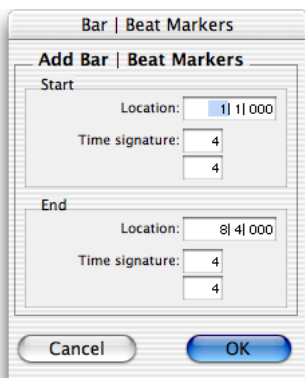 Bar | Beat Markers
Add Bar | Beat Markers
Start
Location: 1| 1| 000
Time signature: 4
4
End
Location: 8| 4| 000
Time signature: 4
4
Cancel OK